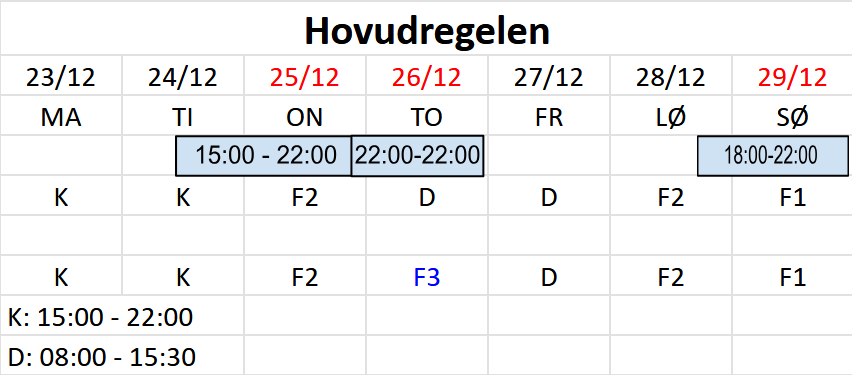 Hovudregelen
23/12 24/12 25/12 26/12 27/12 28/12 29/12
MA TI ON TO FR LØ SØ
15:00 - 22:00 22:00-22:00 18:00-22:00
K K F2 D D F2 F1
K K F2 F3 D F2 F1
K: 15:00 - 22:00
D: 08:00 - 15:30